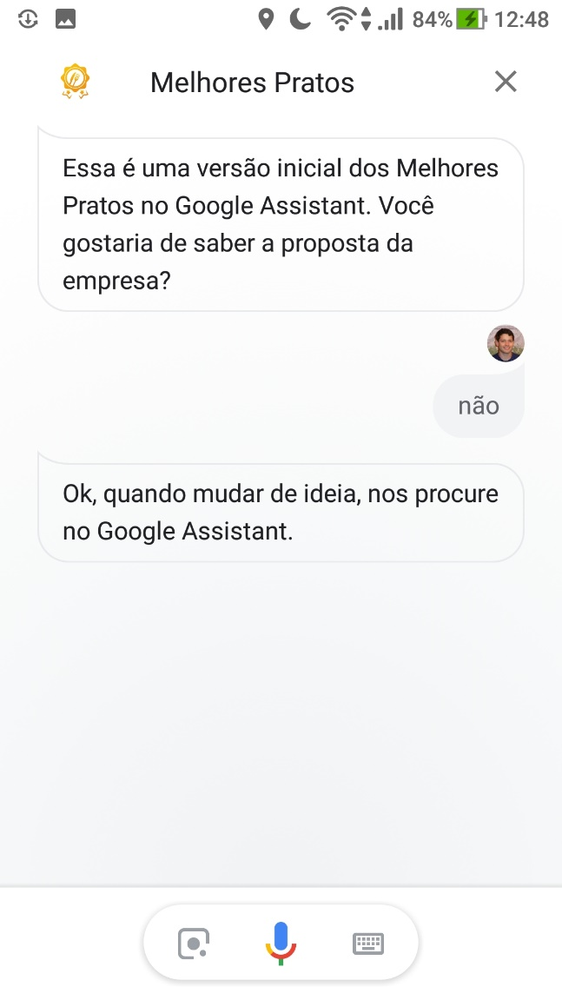 84% 12:48
Melhores Pratos
Essa é uma versão inicial dos Melhores
Pratos no Google Assistant. Você
gostaria de saber a proposta da
empresa?
não
Ok, quando mudar de ideia, nos procure
no Google Assistant.